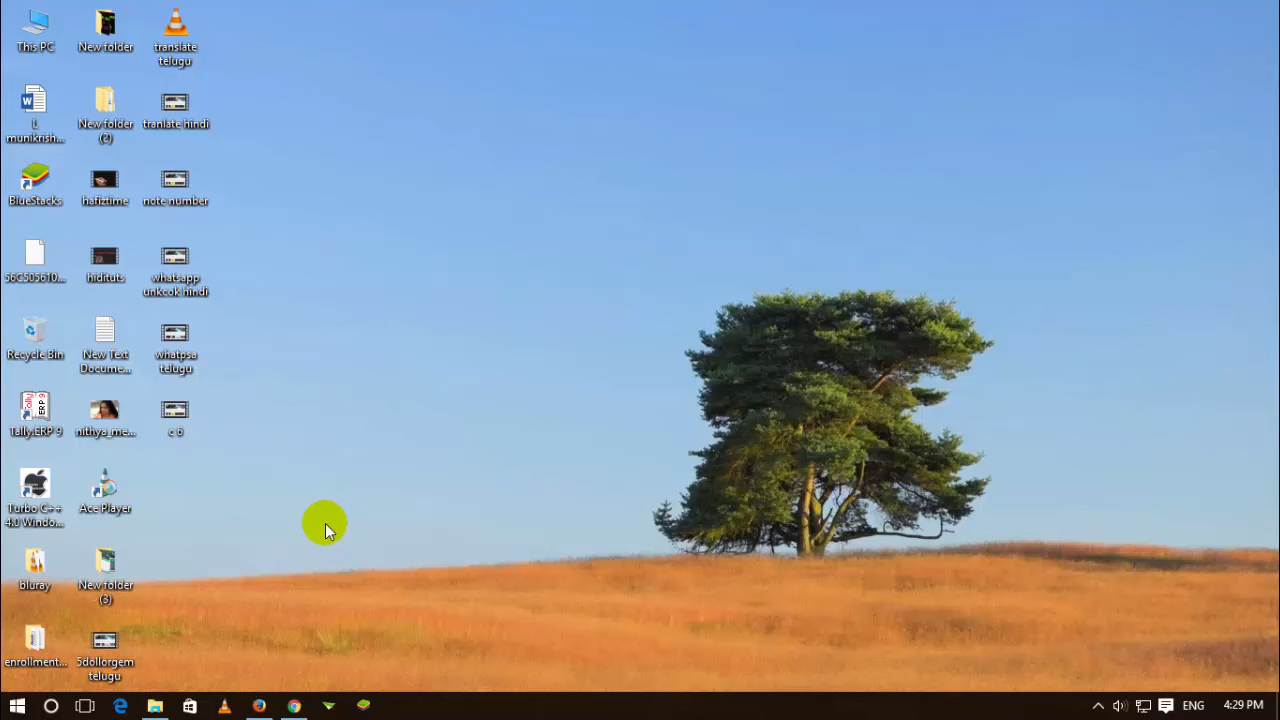 This PC
l.
munikrish...
BlueStacks
56C505610...
Recycle Bin
Tally.ERP 9
Turbo C++
4.0 Windo...
bluray
enrollment...
New folder
New folder
(2)
hafiztime
hidituts
New Text
Docume...
nithya_me...
Ace Player
New folder
(3)
5dollorgem
telugu
translate
telugu
tranlate hindi
note number
whatsapp
unkcok hindi
whatpsa
telugu
c 6
ENG
4:29 PM